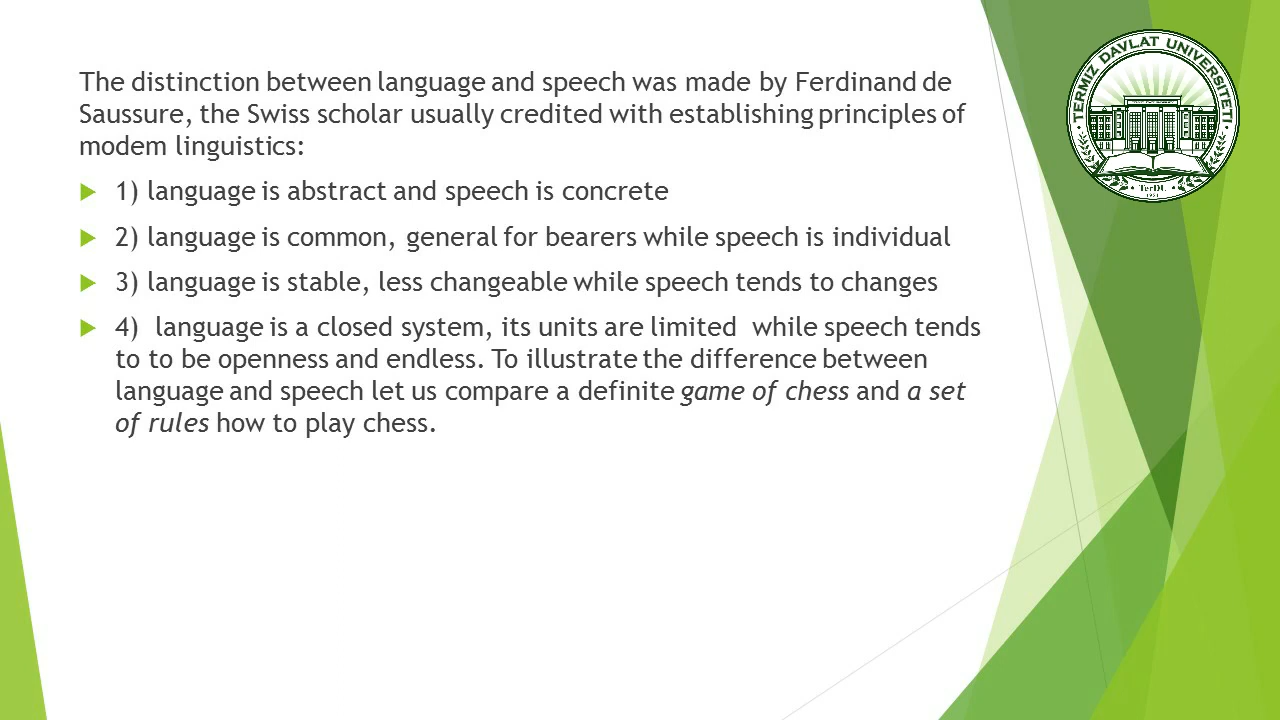 The distinction between language and speech was made by Ferdinand de
Saussure, the Swiss scholar usually credited with establishing principles of
modem linguistics:
1) language is abstract and speech is concrete
2) language is common, general for bearers while speech is individual
3) language is stable, less changeable while speech tends to changes
4) language is a closed system, its units are limited while speech tends
to to be openness and endless. To illustrate the difference between
language and speech let us compare a definite game of chess and a set
of rules how to play chess.
TERMIZ DAVLAT UNIVERSITETI
TerDU